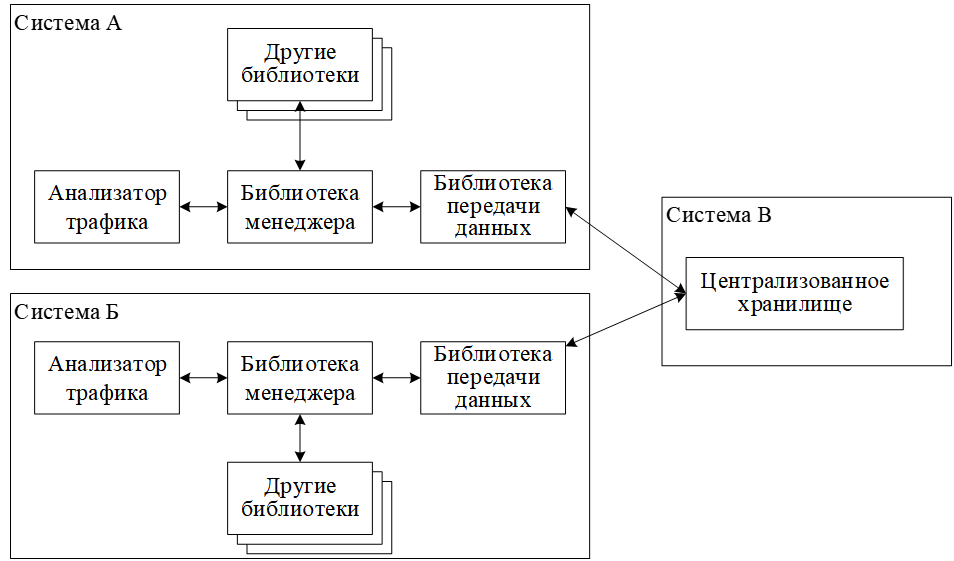 Система А
Другие
библиотеки
Анализатор
трафика
Библиотека
менеджера
Библиотека
передачи
данных
Система В
Централизованное
хранилище
Система Б
Анализатор
трафика
Библиотека
менеджера
Библиотека
передачи
данных
Другие
библиотеки